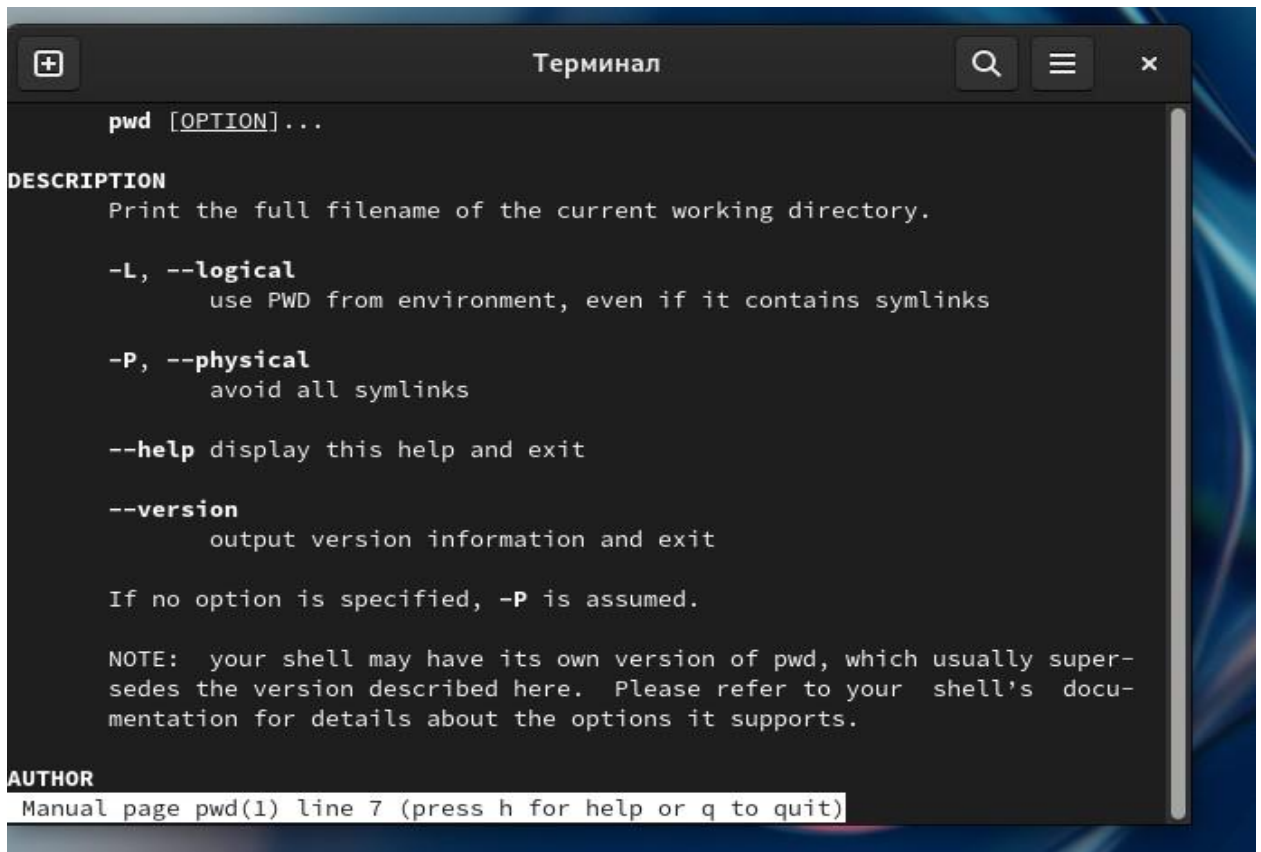 Терминал
pwd [OPTION]...
DESCRIPTION
Print the full filename of the current working directory.
-L, --logical
use PWD from environment, even if it contains symlinks
-P, --physical
avoid all symlinks
--help display this help and exit
--version
output version information and exit
If no option is specified, -P is assumed.
NOTE:  your shell may have its own version of pwd, which usually super-
sedes the version described here.  Please refer to your  shell’s  docu-
mentation for details about the options it supports.
AUTHOR
Manual page pwd(1) line 7 (press h for help or q to quit)